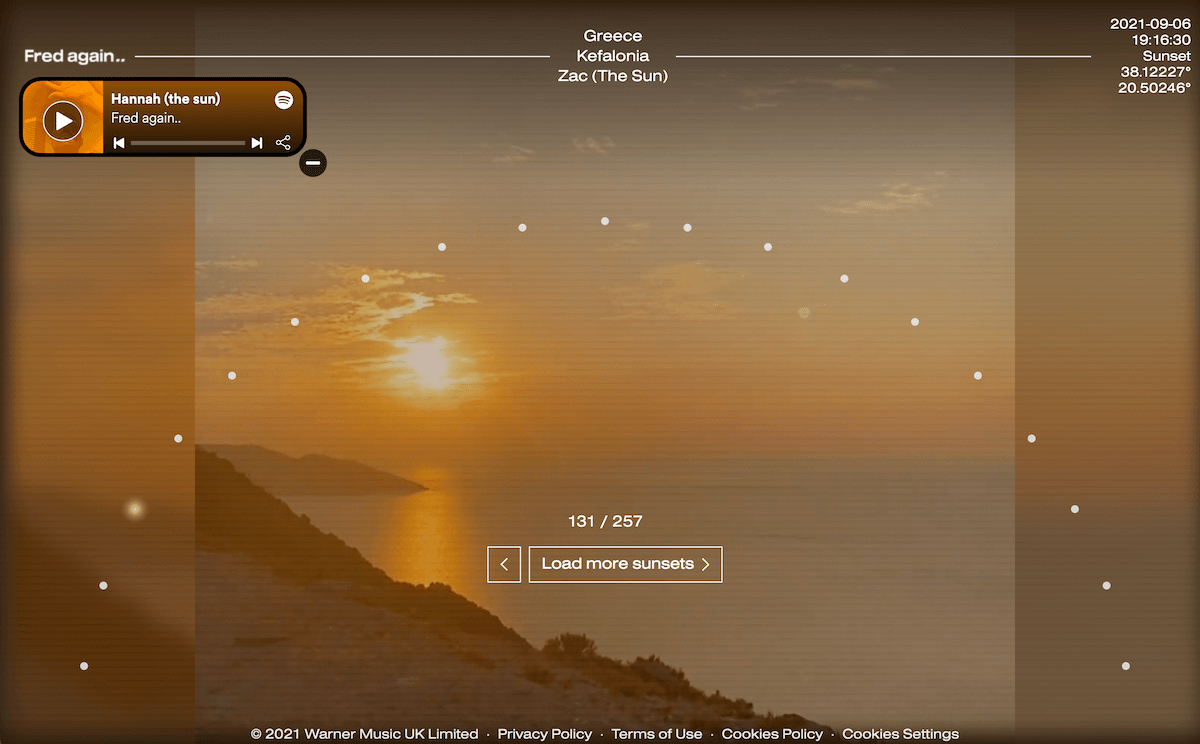 Fred again..
Greece
Kefalonia
Zac (The Sun)
2021-09-06
19:16:30
Sunset
38.12227°
20.50246°
Hannah (the sun)
Fred again..
131 / 257
Load more sunsets
© 2021 Warner Music UK Limited · Privacy Policy · Terms of Use · Cookies Policy · Cookies Settings